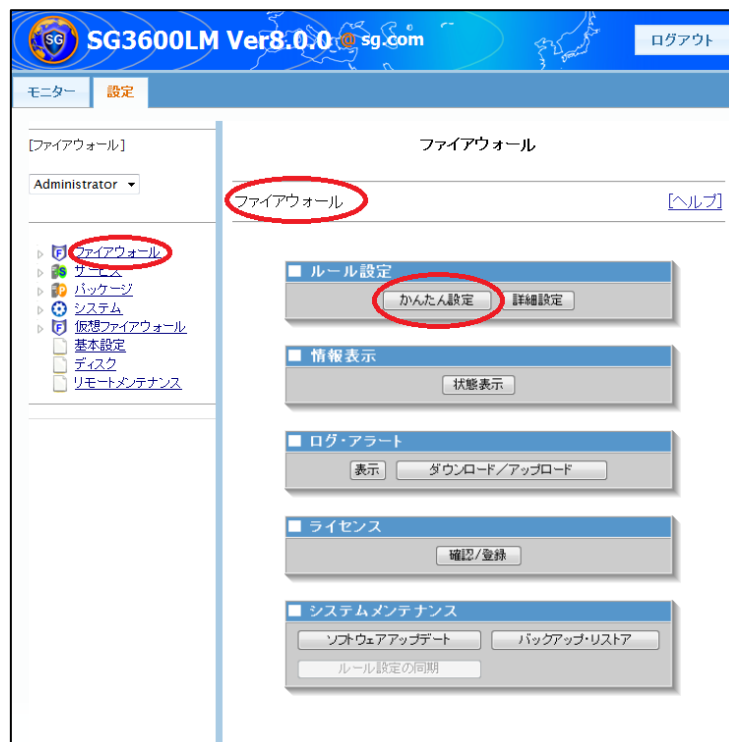 SG
SG3600LM Ver8.0.0@sg.com
ログアウト
モニター
設定
[ファイアウォール]
Administrator
ファイアウォール
サービス
パッケージ
システム
仮想ファイアウォール
基本設定
ディスク
リモートメンテナンス
ファイアウォール
ファイアウォール
[ヘルプ]
■ ルール設定
かんたん設定
詳細設定
■ 情報表示
状態表示
■ ログ・アラート
表示
ダウンロード/アップロード
■ ライセンス
確認/登録
■ システムメンテナンス
ソフトウェアアップデート
バックアップ・リストア
ルール設定の同期